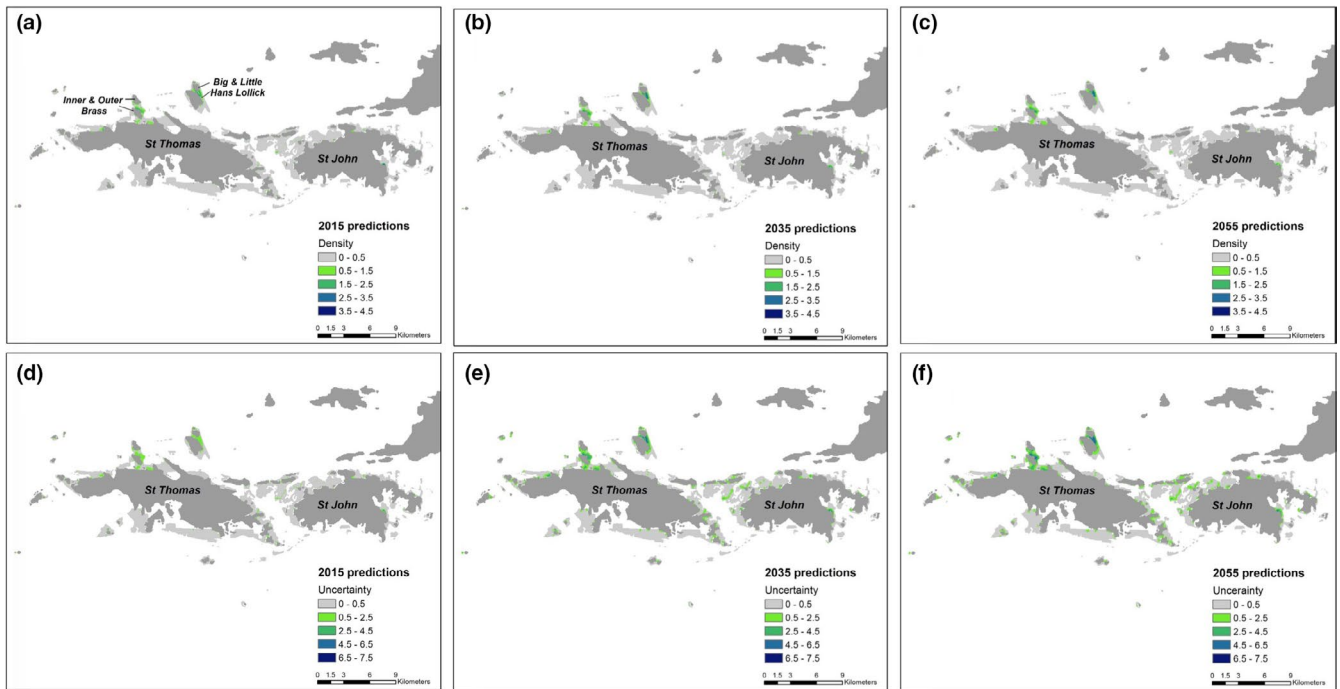 (a)
Big & Little
Hans Lollick
Inner & Outer
Brass
St Thomas
St John
2015 predictions
Density
0 - 0.5
0.5 - 1.5
1.5 - 2.5
2.5 - 3.5
3.5 - 4.5
0 1.5 3 6 9
Kilometers
(b)
St Thomas
St John
2035 predictions
Density
0 - 0.5
0.5 - 1.5
1.5 - 2.5
2.5 - 3.5
3.5 - 4.5
0 1.5 3 6 9
Kilometers
(c)
St Thomas
St John
2055 predictions
Density
0 - 0.5
0.5 - 1.5
1.5 - 2.5
2.5 - 3.5
3.5 - 4.5
0 1.5 3 6 9
Kilometers
(d)
St Thomas
St John
2015 predictions
Uncertainty
0 - 0.5
0.5 - 2.5
2.5 - 4.5
4.5 - 6.5
6.5 - 7.5
0 1.5 3 6 9
Kilometers
(e)
St Thomas
St John
2035 predictions
Uncertainty
0 - 0.5
0.5 - 2.5
2.5 - 4.5
4.5 - 6.5
6.5 - 7.5
0 1.5 3 6 9
Kilometers
(f)
St Thomas
St John
2055 predictions
Uncerainty
0 - 0.5
0.5 - 2.5
2.5 - 4.5
4.5 - 6.5
6.5 - 7.5
0 1.5 3 6 9
Kilometers